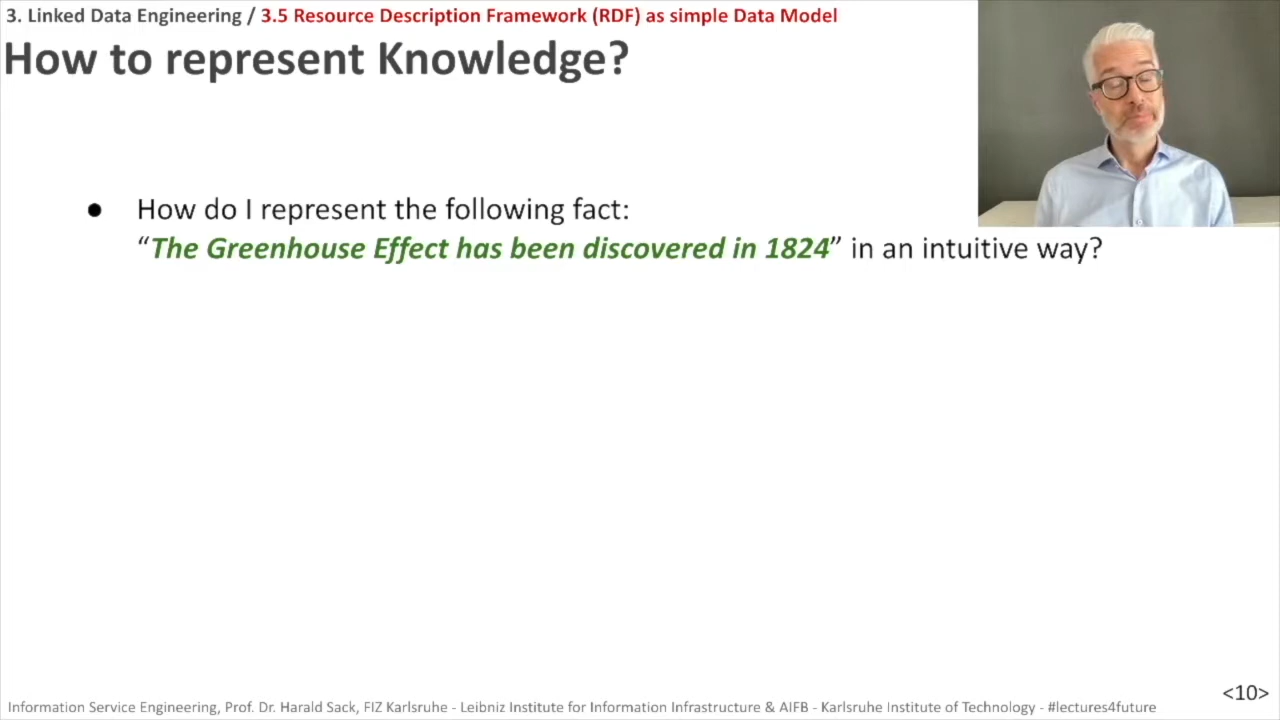 3. Linked Data Engineering / 3.5 Resource Description Framework (RDF) as simple Data Model
How to represent Knowledge?
● How do I represent the following fact:
“The Greenhouse Effect has been discovered in 1824” in an intuitive way?
<10>
Information Service Engineering, Prof. Dr. Harald Sack, FIZ Karlsruhe - Leibniz Institute for Information Infrastructure & AIFB - Karlsruhe Institute of Technology - #lectures4future